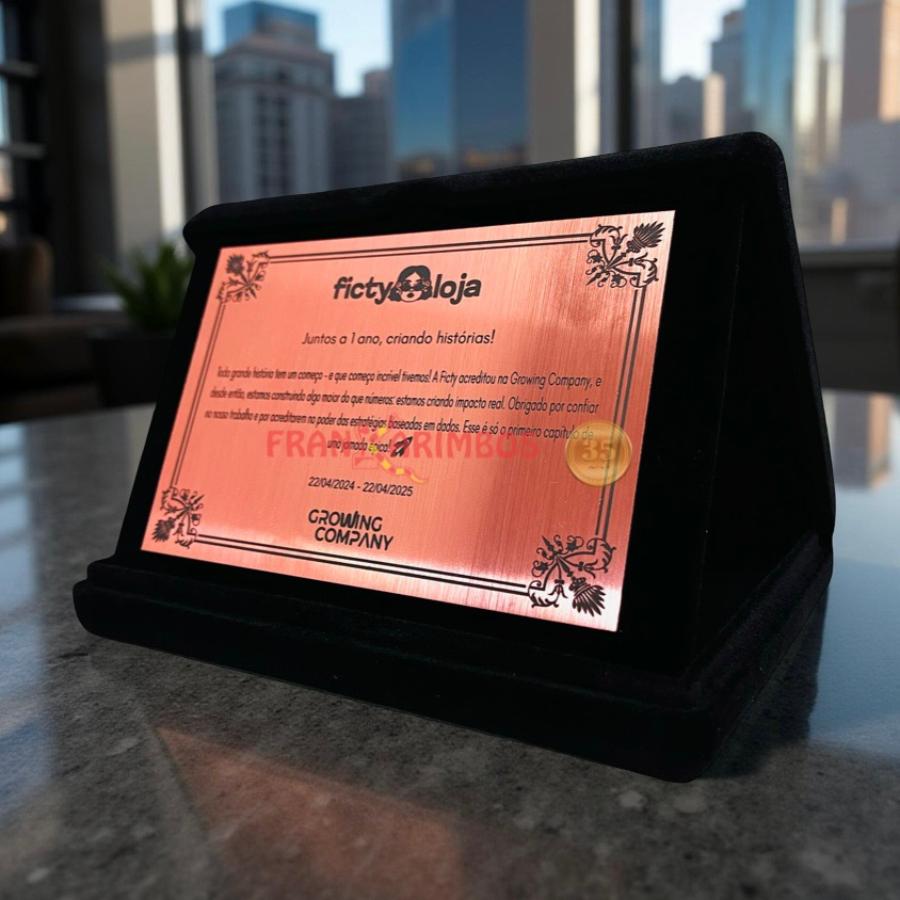 ficty loja
Juntos a 1 ano, criando histórias!
Toda grande história tem um começo - e que começo incrível tivemos! A Ficty acreditou na Growing Company, e
desde então, estamos construindo algo maior do que números: estamos criando impacto real. Obrigado por confiar
no nosso trabalho e por acreditarem no poder das estratégias baseadas em dados. Esse é só o primeiro capítulo de
uma jornada épica!
FRAN CARIMBOS
35
22/04/2024 - 22/04/2025
GROWING
COMPANY